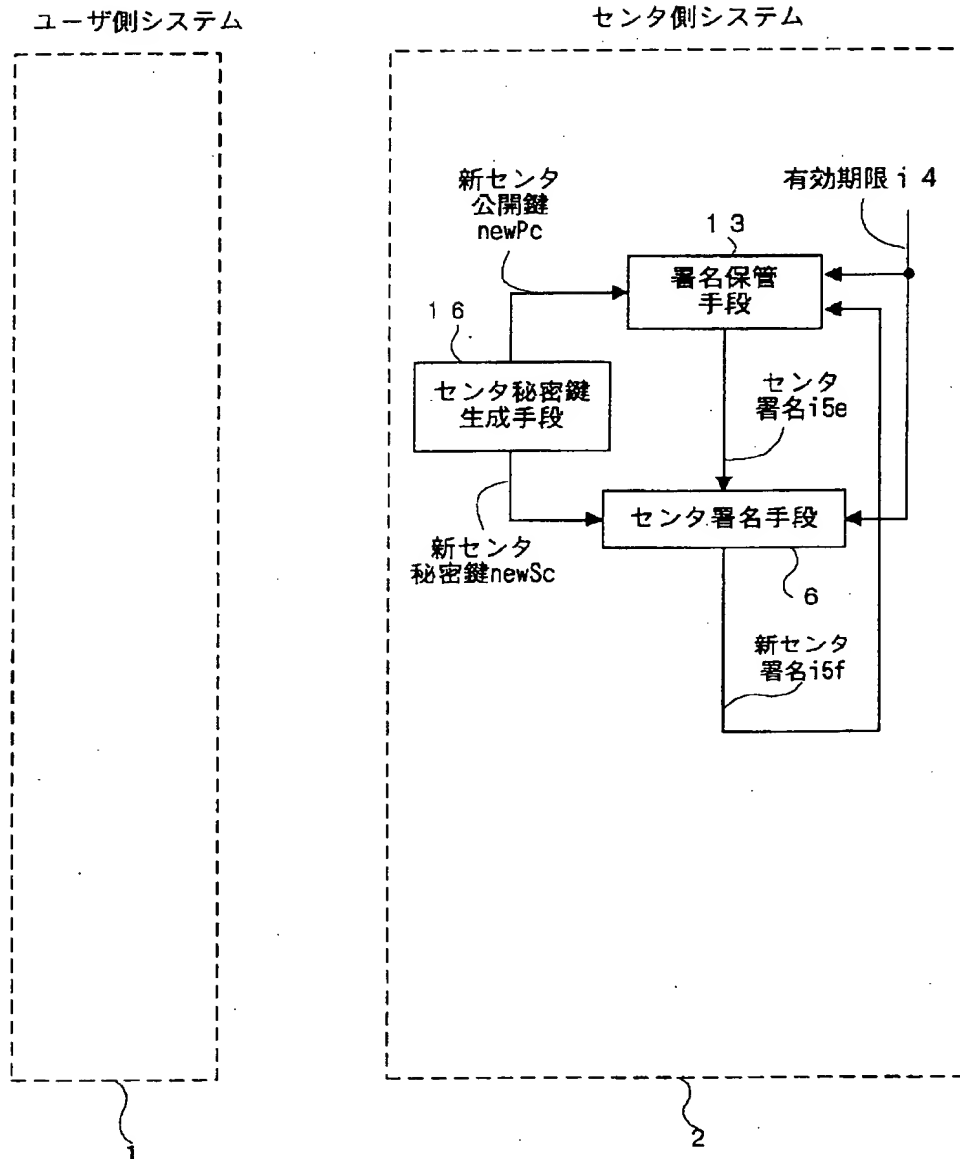 ユーザ側システム
センタ側システム
新センタ
公開鍵
newPc
有効期限i4
13
署名保管
手段
16
センタ秘密鍵
生成手段
センタ
署名i5e
センタ署名手段
新センタ
秘密鍵newSc
6
新センタ
署名i5f
1
2